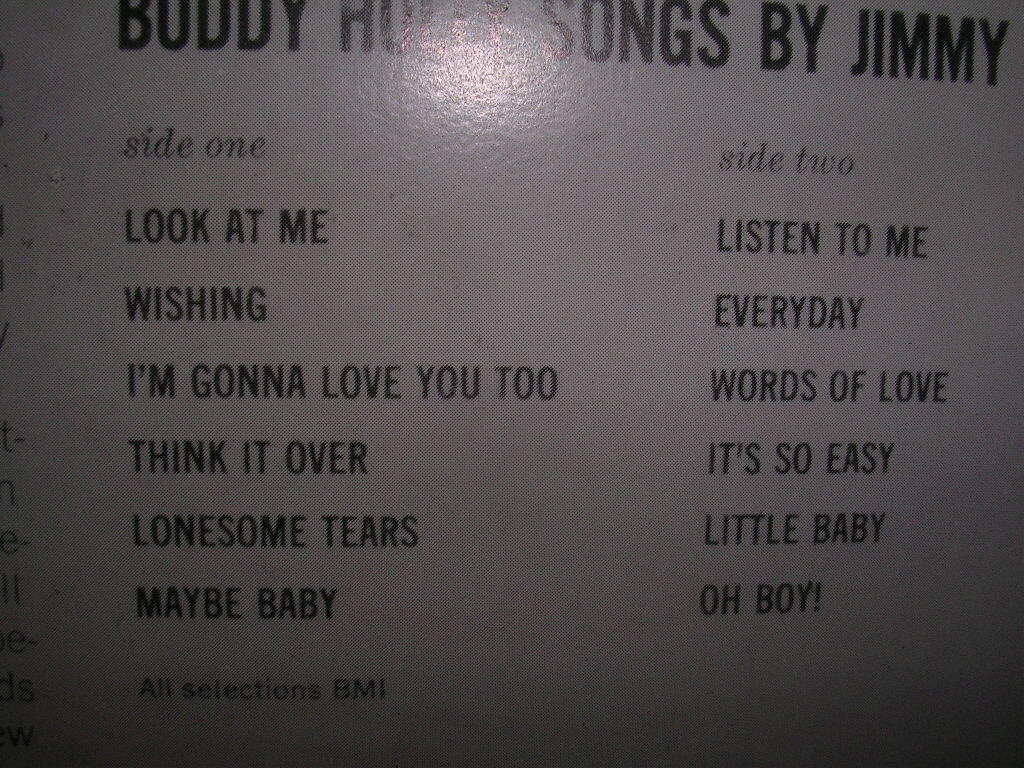 BUDDY HOLLY SONGS BY JIMMY
side one
LOOK AT ME
WISHING
I'M GONNA LOVE YOU TOO
THINK IT OVER
LONESOME TEARS
MAYBE BABY
All selections BMI
side two
LISTEN TO ME
EVERYDAY
WORDS OF LOVE
IT'S SO EASY
LITTLE BABY
OH BOY!